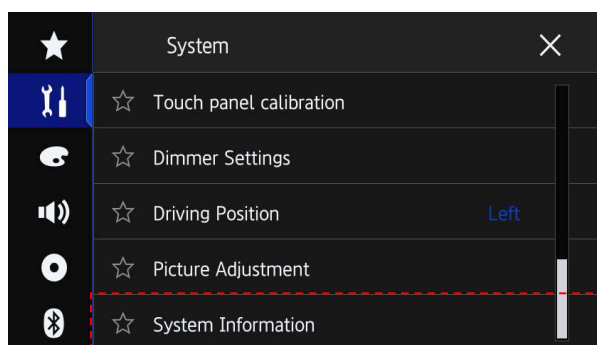 System
Touch panel calibration
Dimmer Settings
Driving Position Left
Picture Adjustment
System Information